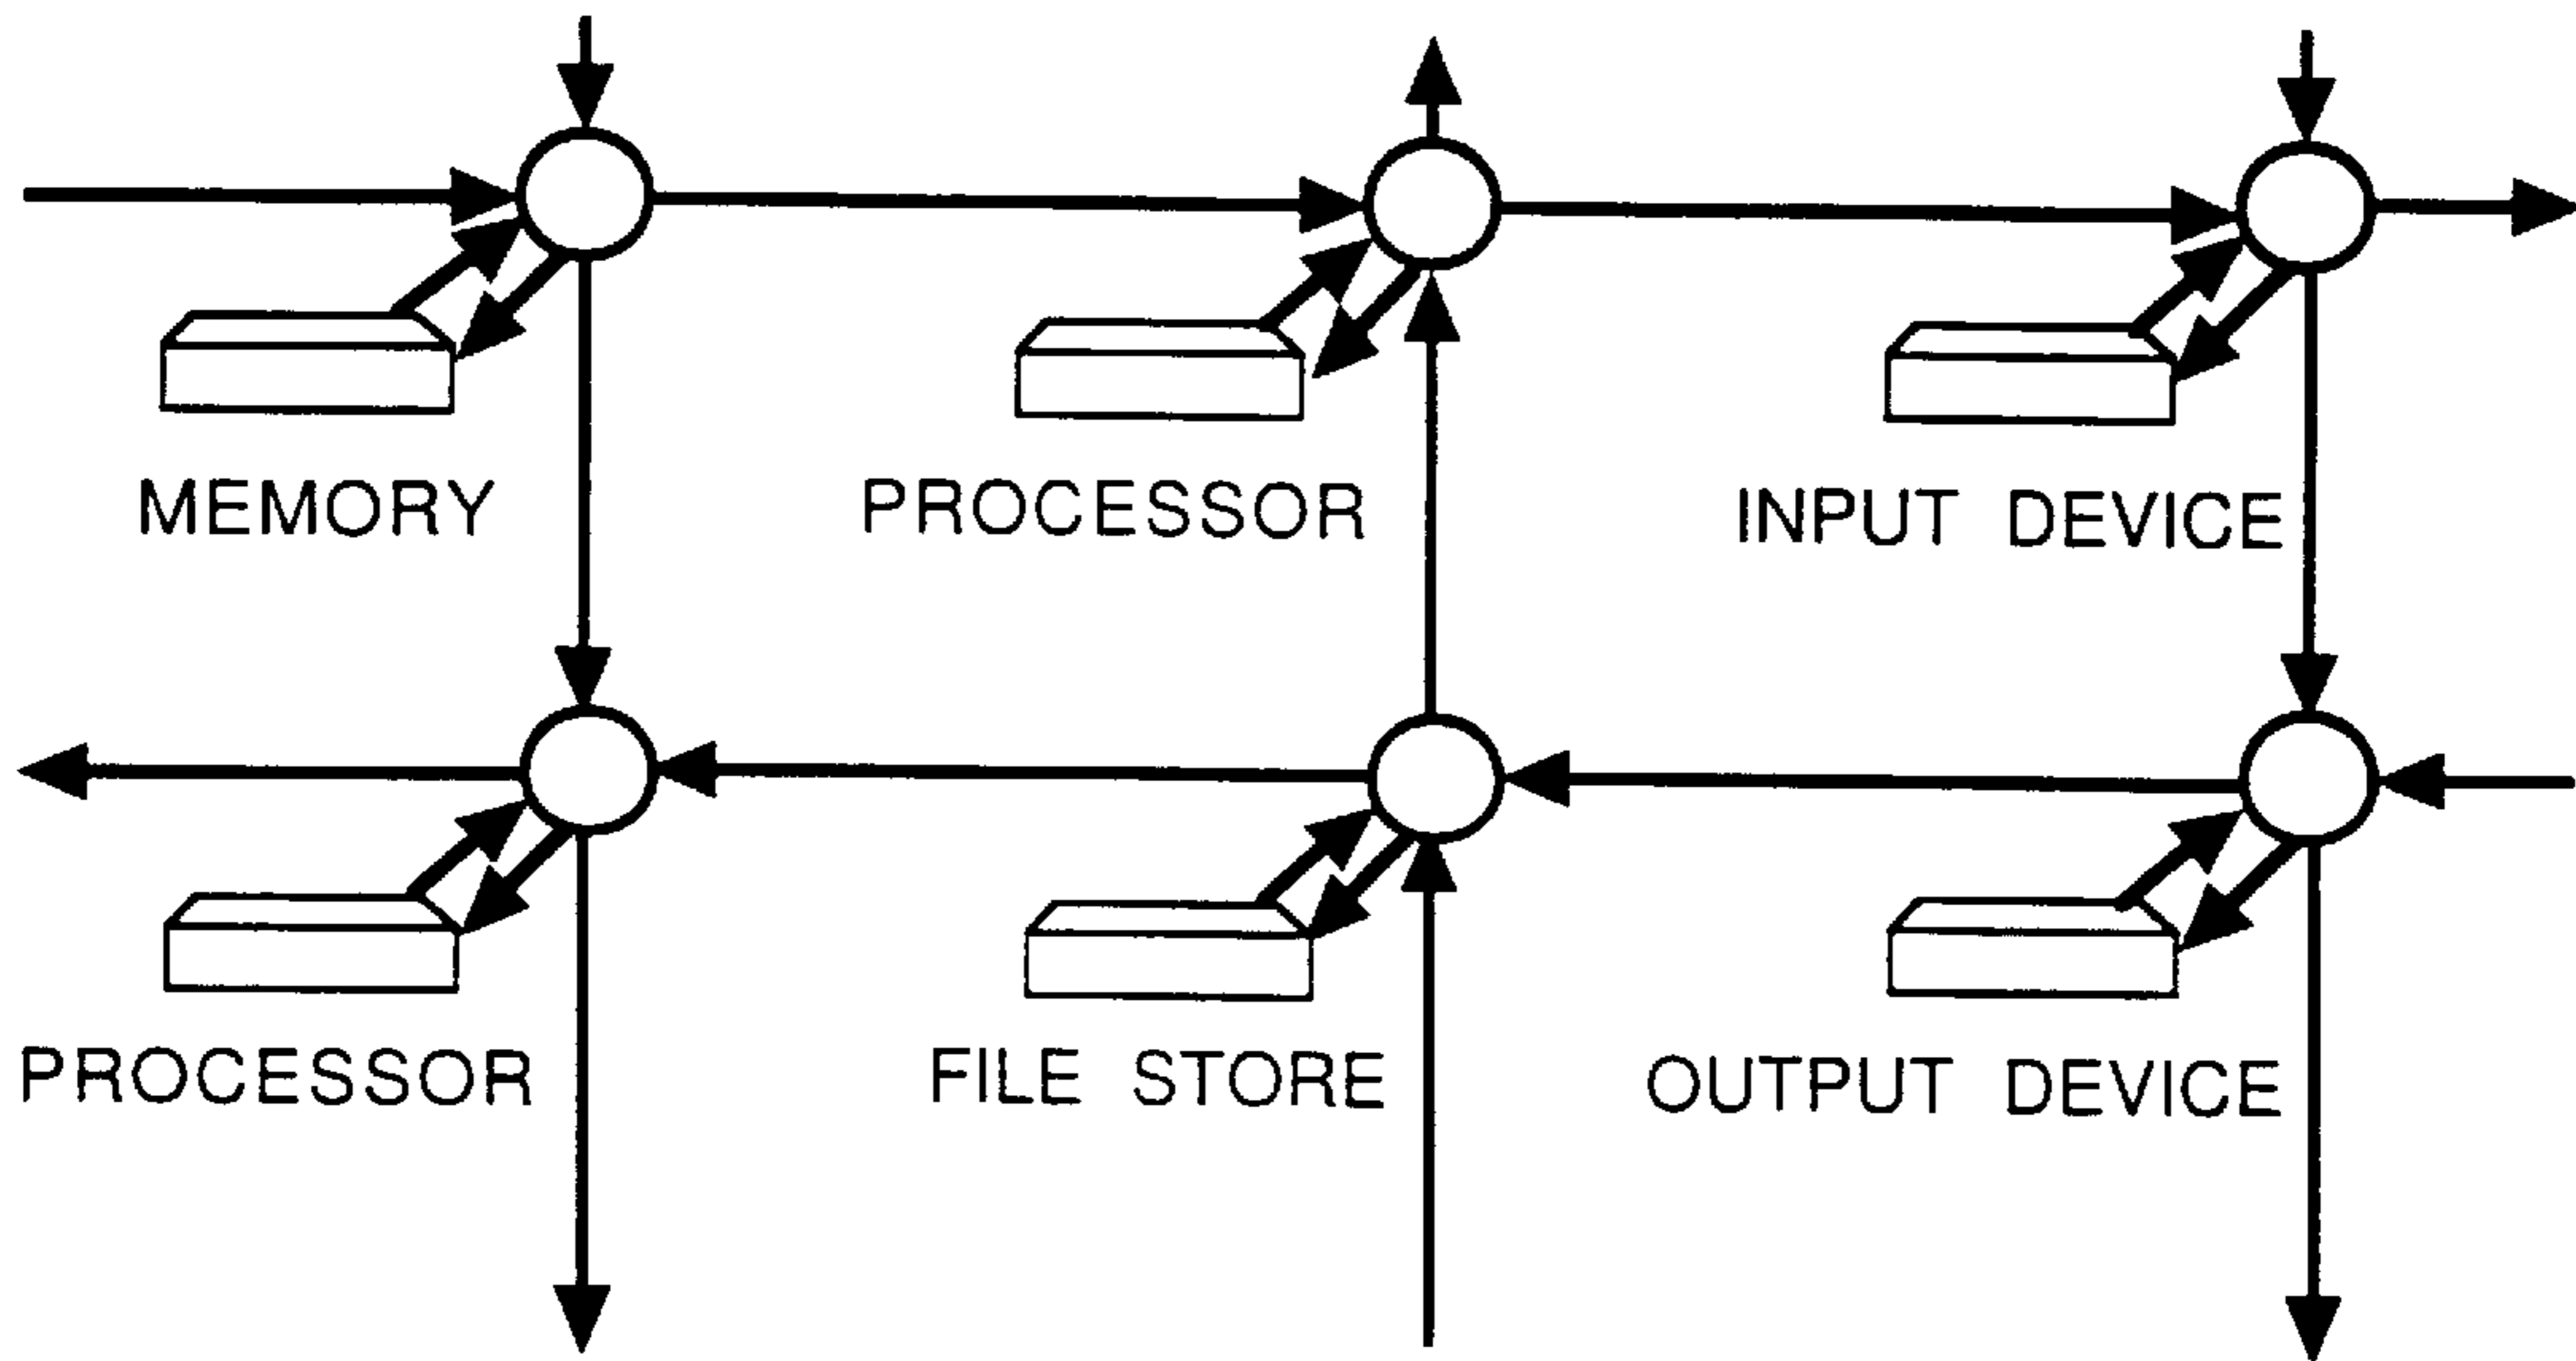 MEMORY
PROCESSOR
INPUT DEVICE
PROCESSOR
FILE STORE
OUTPUT DEVICE